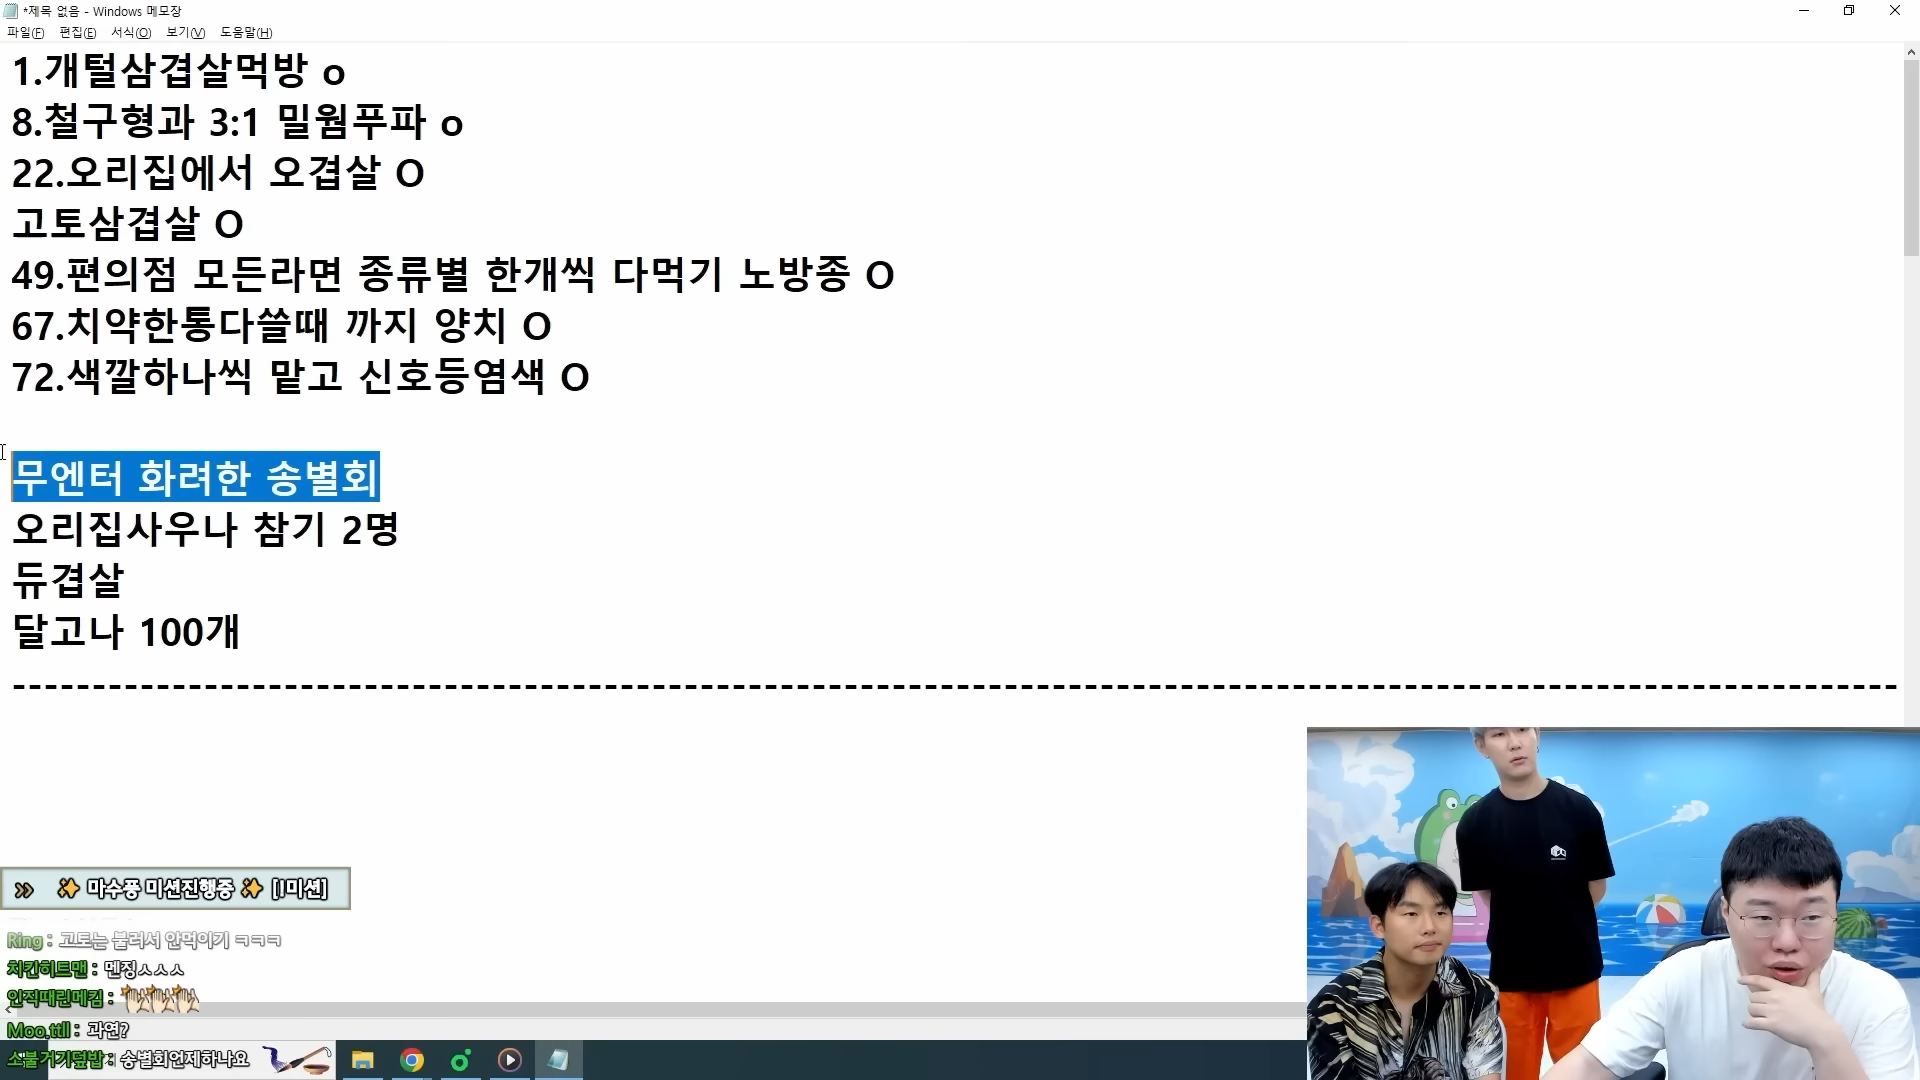 *제목 없음 - Windows 메모장
파일(F) 편집(E) 서식(O) 보기(V) 도움말(H)
1.개털삼겹살먹방 o
8.철구형과 3:1 밀웜푸파 o
22.오리집에서 오겹살 O
고토삼겹살 O
49.편의점 모든라면 종류별 한개씩 다먹기 노방종 O
67.치약한통다쓸때 까지 양치 O
72.색깔하나씩 맡고 신호등염색 O
무엔터 화려한 송별회
오리집사우나 참기 2명
듀겹살
달고나 100개
--------------------------------------------------------------------------------
» ✨ 마수퐁 미션진행중 ✨ [!미션]
Ring : 고토는 불러서 안먹이기 ㅋㅋㅋ
치킨히트맨 : 멘징ㅅㅅㅅ
인직때린메킴 :
Moo.ttll : 과연?
소불거기덮밥 : 송별회언제하나요